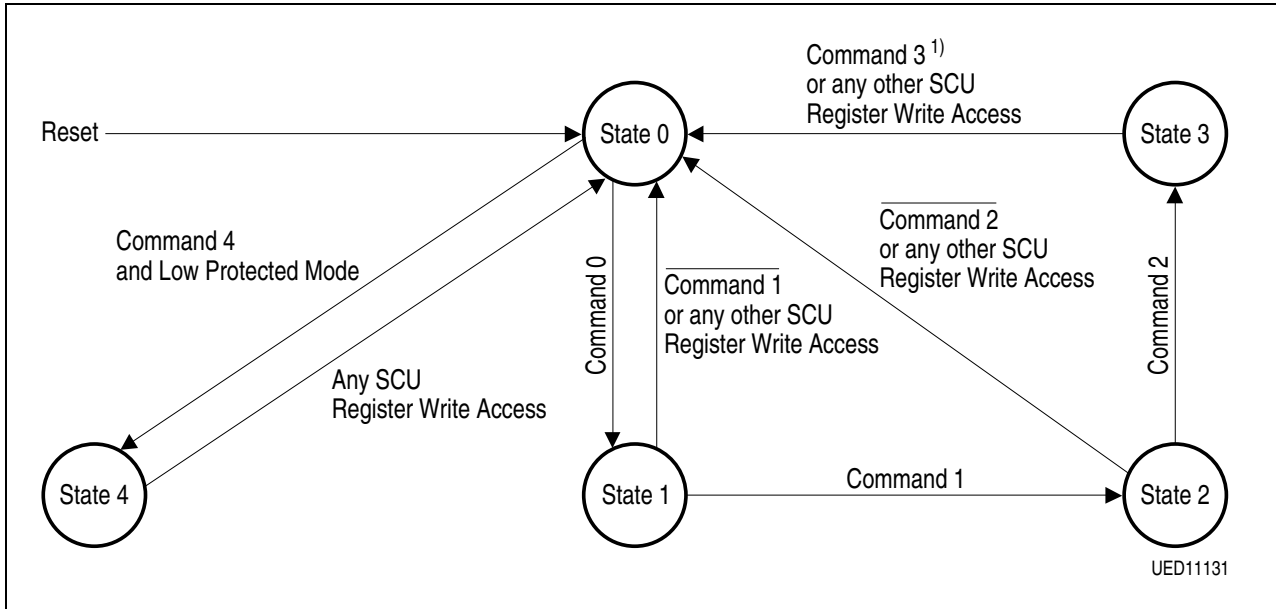 Command 3 1)
or any other SCU
Register Write Access
Reset
State 0
State 3
Command 4
and Low Protected Mode
Command 0
Command 1
or any other SCU
Register Write Access
Command 2
or any other SCU
Register Write Access
Command 2
Any SCU
Register Write Access
State 4
State 1
Command 1
State 2
UED11131